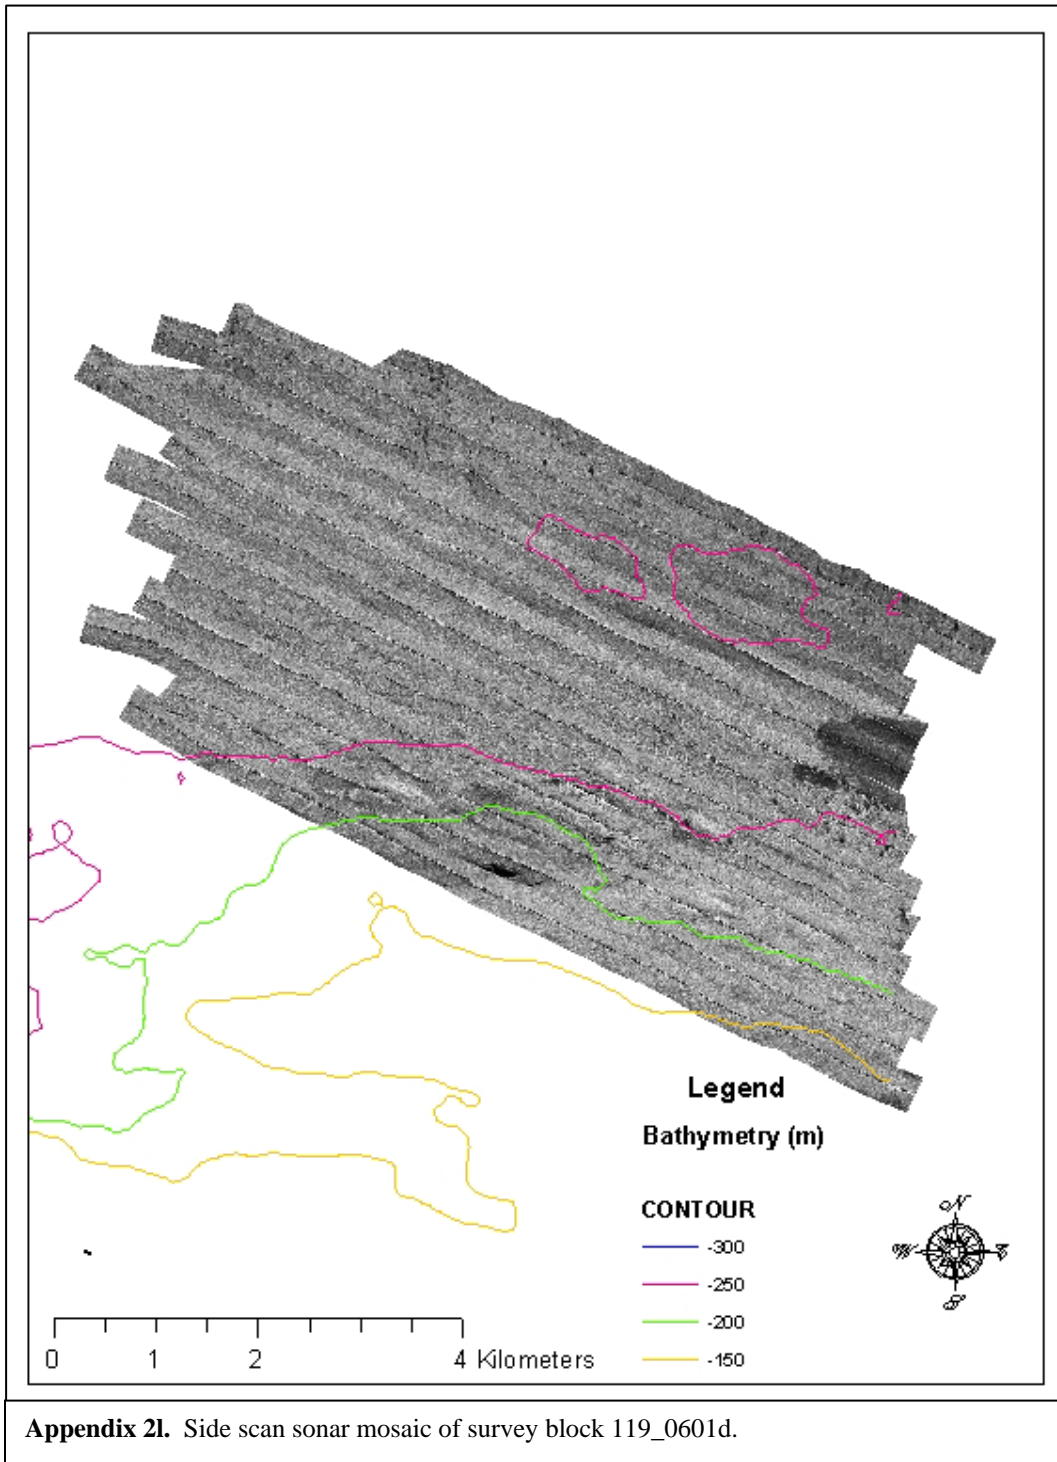 Legend
Bathymetry (m)
CONTOUR
-300
-250
-200
-150
N
W
E
S
0 1 2 4 Kilometers
Appendix 2l. Side scan sonar mosaic of survey block 119_0601d.